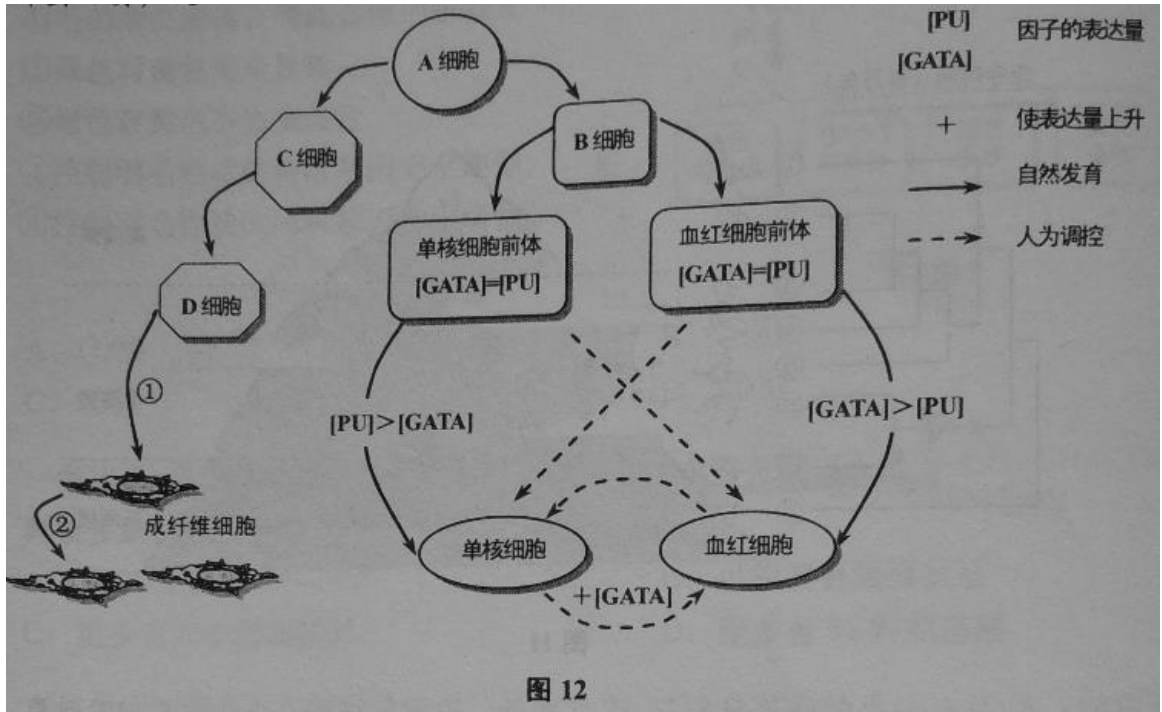 [PU] 因子的表达量
[GATA]
+ 使表达量上升
自然发育
人为调控
A 细胞
C 细胞
B 细胞
D 细胞
单核细胞前体
[GATA]=[PU]
血红细胞前体
[GATA]=[PU]
①
[PU]>[GATA]
[GATA]>[PU]
②
成纤维细胞
单核细胞
血红细胞
+[GATA]
图 12